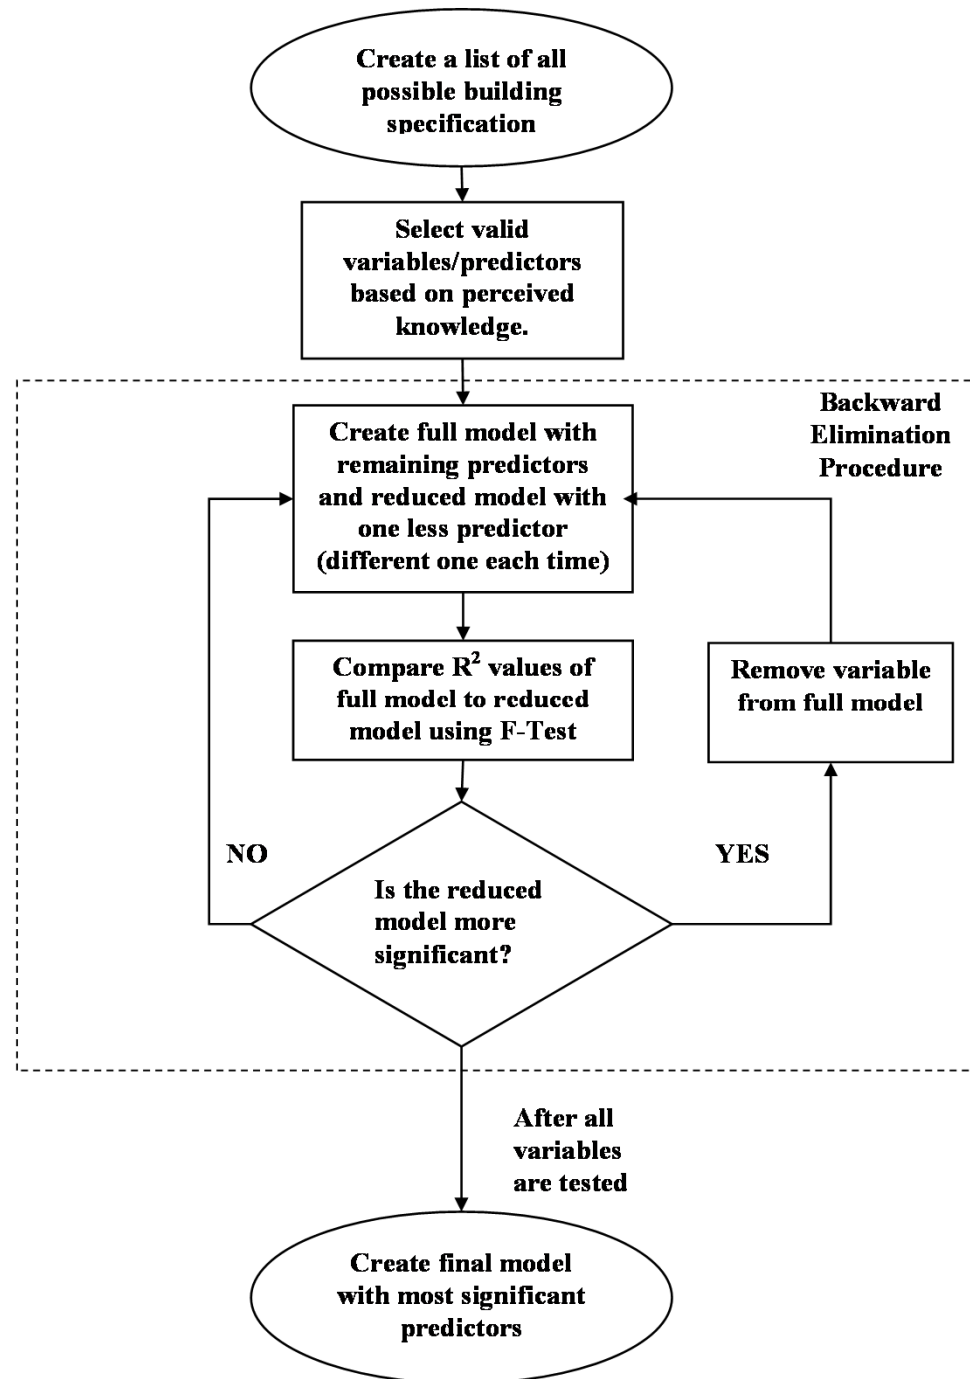 Create a list of all
possible building
specification
Select valid
variables/predictors
based on perceived
knowledge.
Backward
Elimination
Procedure
Create full model with
remaining predictors
and reduced model with
one less predictor
(different one each time)
Compare R² values of
full model to reduced
model using F-Test
Remove variable
from full model
NO
YES
Is the reduced
model more
significant?
After all
variables
are tested
Create final model
with most significant
predictors